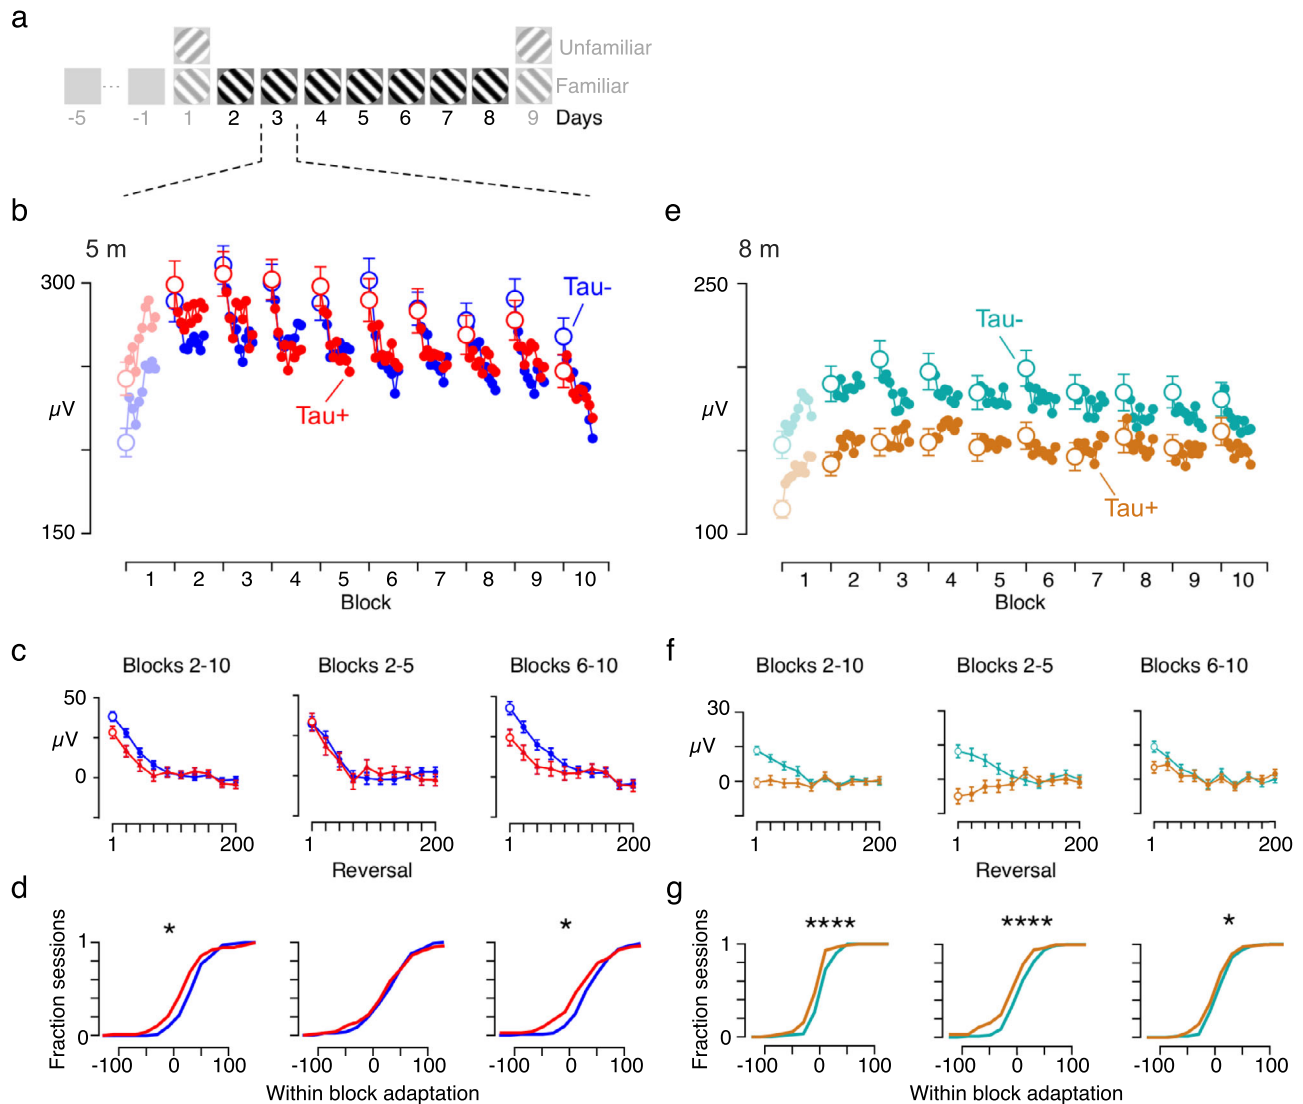 a
Unfamiliar
Familiar
-5 ... -1 1 2 3 4 5 6 7 8 9 Days
b
5 m
300
µV
150
Tau-
Tau+
1 2 3 4 5 6 7 8 9 10
Block
e
8 m
250
µV
100
Tau-
Tau+
1 2 3 4 5 6 7 8 9 10
Block
c
Blocks 2-10 Blocks 2-5 Blocks 6-10
50
µV
0
1 200 1 200 1 200
Reversal
f
Blocks 2-10 Blocks 2-5 Blocks 6-10
30
µV
0
1 200 1 200 1 200
Reversal
d
Fraction sessions
* *
1
0
-100 0 100 -100 0 100 -100 0 100
Within block adaptation
g
Fraction sessions
**** **** *
1
0
-100 0 100 -100 0 100 -100 0 100
Within block adaptation